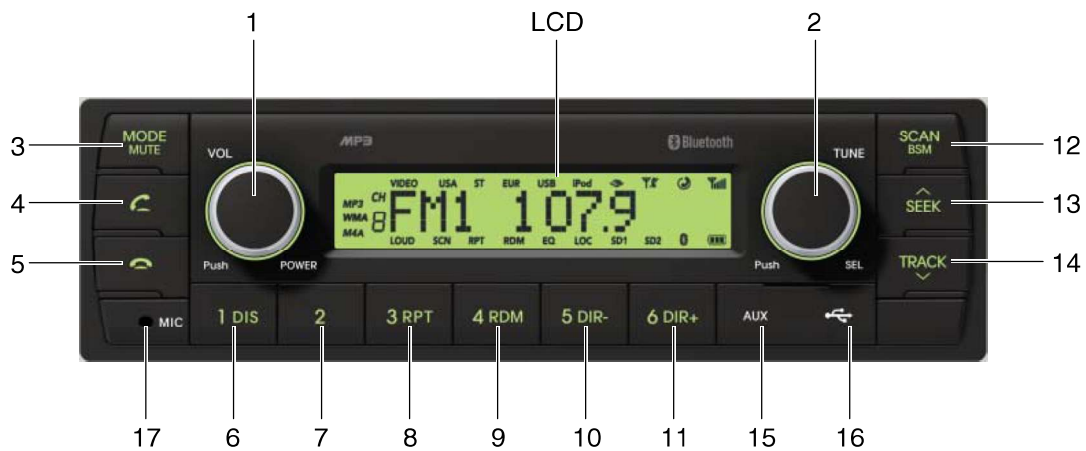 1 LCD 2
MODE
MUTE
VOL
MP3
Bluetooth
TUNE
SCAN
BSM
3
12
VIDEO USA ST EUR USB iPod
4
MP3 CH
WMA 8 FM1 107.9
M4A
SEEK
13
LOUD SCN RPT RDM EQ LOC SD1 SD2
5
Push POWER
Push SEL
TRACK
14
MIC
1 DIS
2
3 RPT
4 RDM
5 DIR-
6 DIR+
AUX
17 6 7 8 9 10 11 15 16